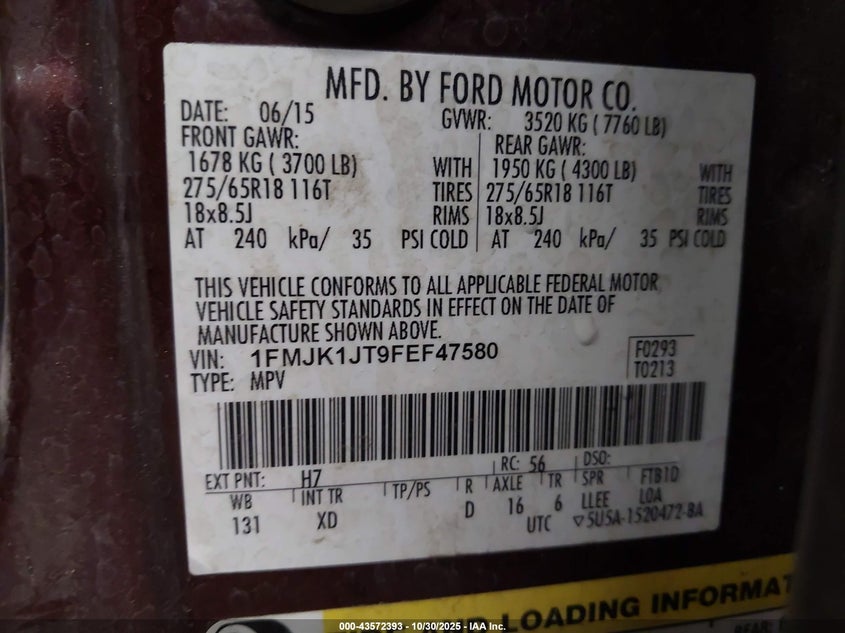 MFD. BY FORD MOTOR CO.
DATE: 06/15 GVWR: 3520 KG ( 7760 LB)
FRONT GAWR: REAR GAWR:
1678 KG ( 3700 LB) WITH 1950 KG ( 4300 LB) WITH
275/65R18 116T TIRES 275/65R18 116T TIRES
18x8.5J RIMS 18x8.5J RIMS
AT 240 kPa/ 35 PSI COLD AT 240 kPa/ 35 PSI COLD
THIS VEHICLE CONFORMS TO ALL APPLICABLE FEDERAL MOTOR
VEHICLE SAFETY STANDARDS IN EFFECT ON THE DATE OF
MANUFACTURE SHOWN ABOVE.
VIN: 1FMJK1JT9FEF47580 F0293
TYPE: MPV T0213
EXT PNT: H7 RC: 56 DSO:
WB INT TR TP/PS R AXLE TR SPR FTB1D
131 XD D 16 6 LLEE LOA
UTC ▽5U5A-1520472-BA
LOADING INFORMAT
000-43572393 - 10/30/2025 - IAA, Inc.